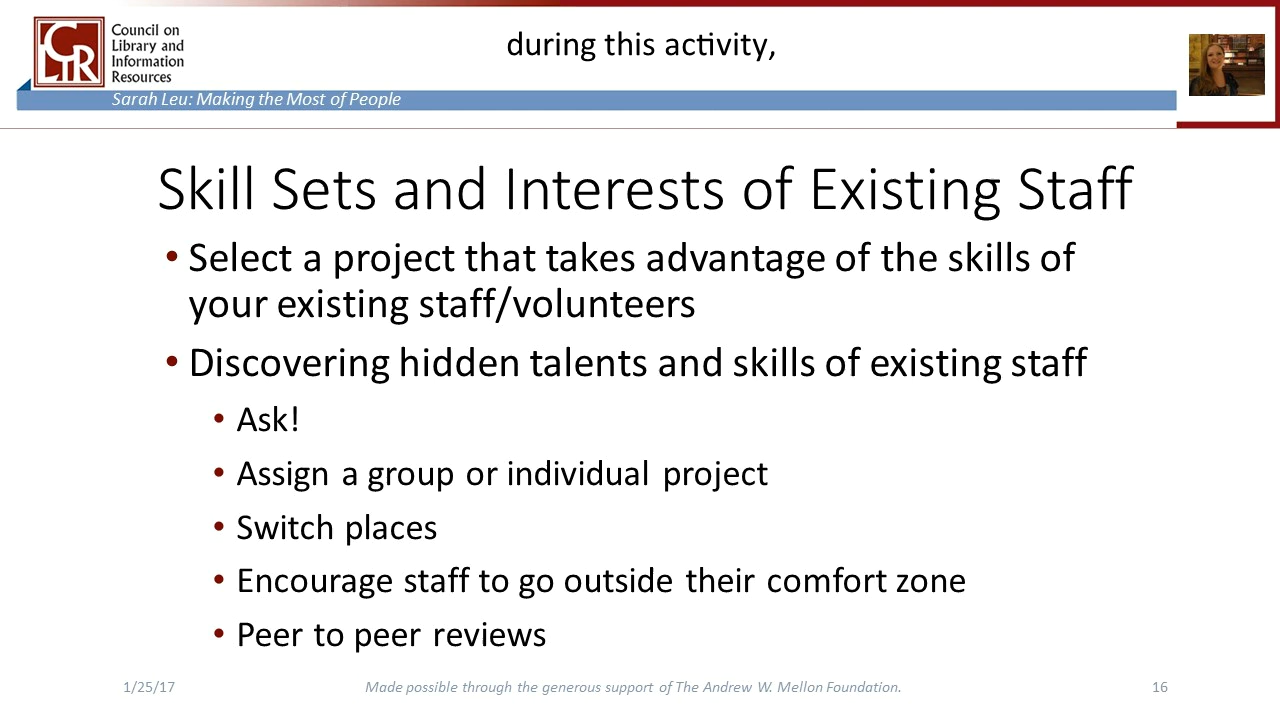 CLIR
Council on
Library and
Information
Resources
during this activity,
Sarah Leu: Making the Most of People
Skill Sets and Interests of Existing Staff
• Select a project that takes advantage of the skills of
your existing staff/volunteers
• Discovering hidden talents and skills of existing staff
• Ask!
• Assign a group or individual project
• Switch places
• Encourage staff to go outside their comfort zone
• Peer to peer reviews
1/25/17
Made possible through the generous support of The Andrew W. Mellon Foundation.
16